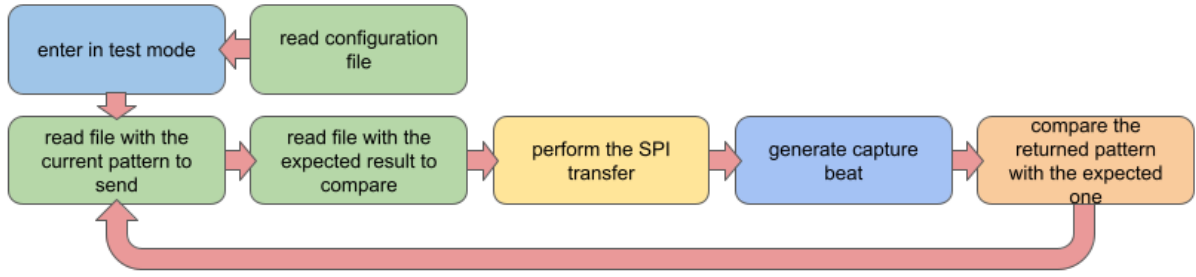 enter in test mode
read configuration
file
read file with the
current pattern to
send
read file with the
expected result to
compare
perform the SPI
transfer
generate capture
beat
compare the
returned pattern
with the expected
one